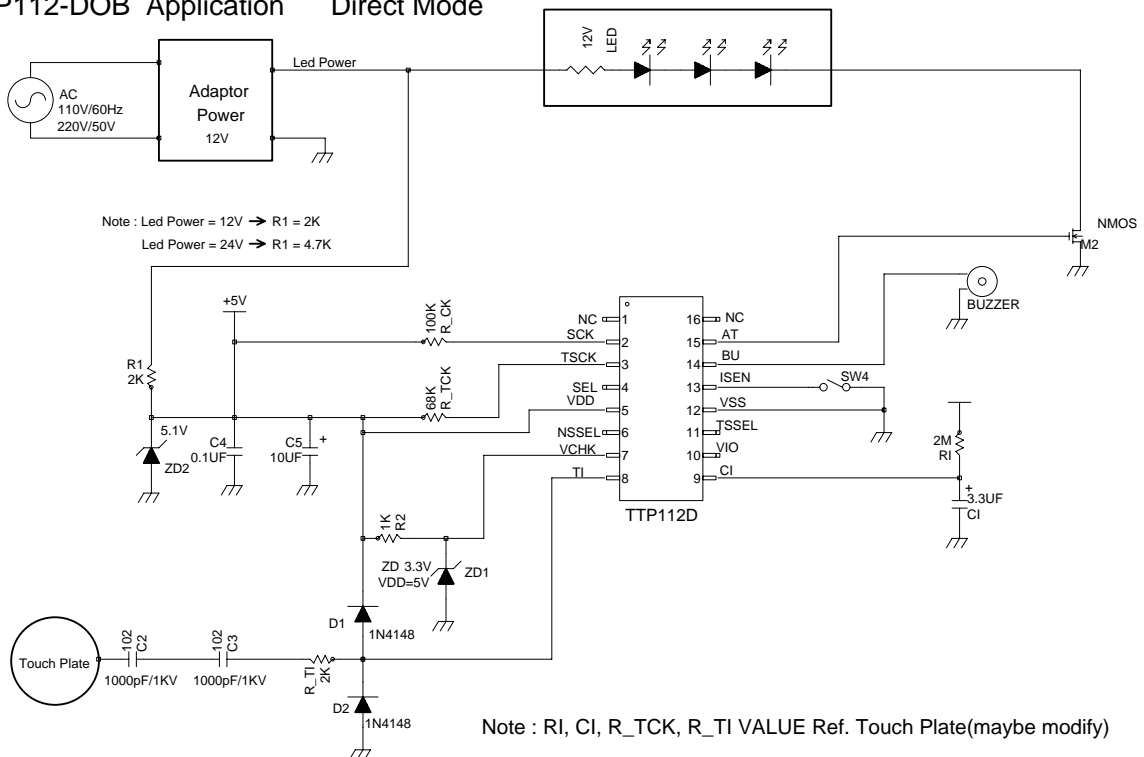 P112-DOB Application Direct Mode
12V
LED
Led Power
AC
110V/60Hz
220V/50V
Adaptor
Power
12V
Note : Led Power = 12V → R1 = 2K
Led Power = 24V → R1 = 4.7K
NMOS
M2
BUZZER
+5V
100K
R_CK
NC
1
SCK
2
TSCK
3
SEL
4
VDD
5
NSSEL
6
VCHK
7
TI
8
16
NC
15
AT
14
BU
13
ISEN
12
VSS
11
TSSEL
10
VIO
9
CI
TTP112D
SW4
R1
2K
68K
R_TCK
5.1V
ZD2
C4
0.1UF
C5
+
10UF
2M
RI
+
3.3UF
CI
1K
R2
ZD 3.3V
VDD=5V
ZD1
D1
1N4148
Touch Plate
102
C2
1000pF/1KV
102
C3
1000pF/1KV
R_TI
2K
D2
1N4148
Note : RI, CI, R_TCK, R_TI VALUE Ref. Touch Plate(maybe modify)